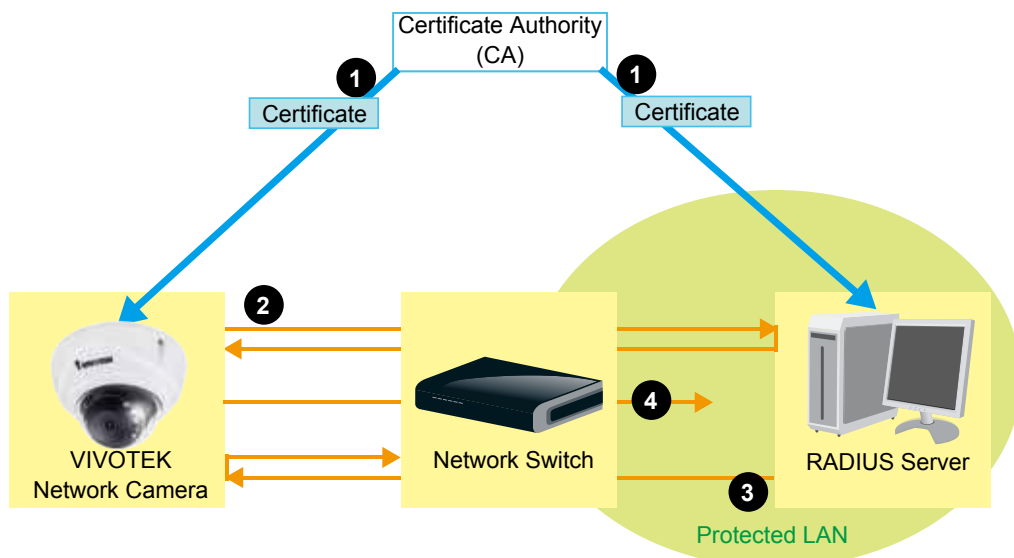 Certificate Authority
(CA)
1
1
Certificate
Certificate
2
4
VIVOTEK
Network Camera
Network Switch
RADIUS Server
3
Protected LAN